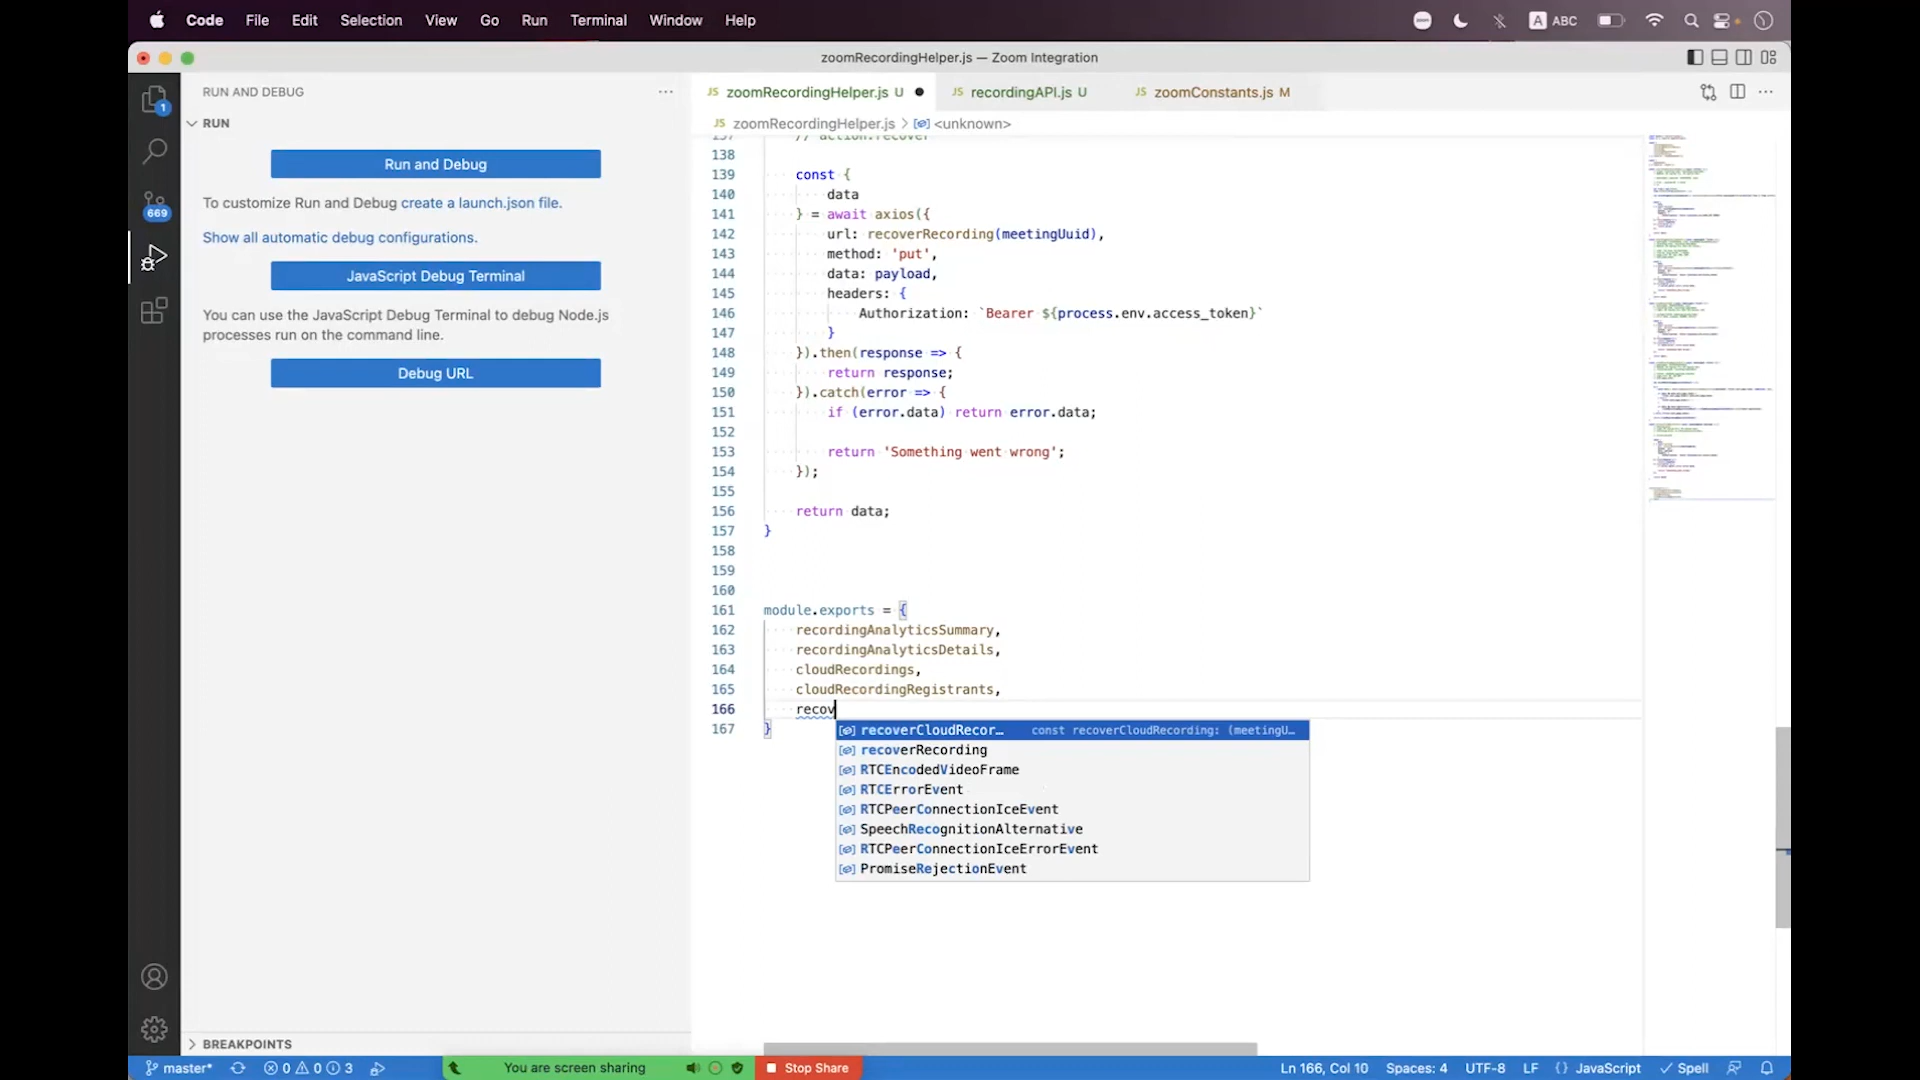 Code File Edit Selection View Go Run Terminal Window Help A ABC
zoomRecordingHelper.js — Zoom Integration
RUN AND DEBUG ···
RUN
Run and Debug
To customize Run and Debug create a launch.json file.
Show all automatic debug configurations.
JavaScript Debug Terminal
You can use the JavaScript Debug Terminal to debug Node.js
processes run on the command line.
Debug URL
BREAKPOINTS
1
669
JS zoomRecordingHelper.js U ● JS recordingAPI.js U JS zoomConstants.js M
JS zoomRecordingHelper.js > <unknown>
137 // action:recover
138
139 const {
140 data
141 } = await axios({
142 url: recoverRecording(meetingUuid),
143 method: 'put',
144 data: payload,
145 headers: {
146 Authorization: `Bearer ${process.env.access_token}`
147 }
148 }).then(response => {
149 return response;
150 }).catch(error => {
151 if (error.data) return error.data;
152
153 return 'Something went wrong';
154 });
155
156 return data;
157 }
158
159
160
161 module.exports = {
162 recordingAnalyticsSummary,
163 recordingAnalyticsDetails,
164 cloudRecordings,
165 cloudRecordingRegistrants,
166 recov
167 }
recoverCloudRecor… const recoverCloudRecording: (meetingU…
recoverRecording
RTCEncodedVideoFrame
RTCErrorEvent
RTCPeerConnectionIceEvent
SpeechRecognitionAlternative
RTCPeerConnectionIceErrorEvent
PromiseRejectionEvent
master* 0 0 3 You are screen sharing Stop Share Ln 166, Col 10 Spaces: 4 UTF-8 LF {} JavaScript ✓ Spell